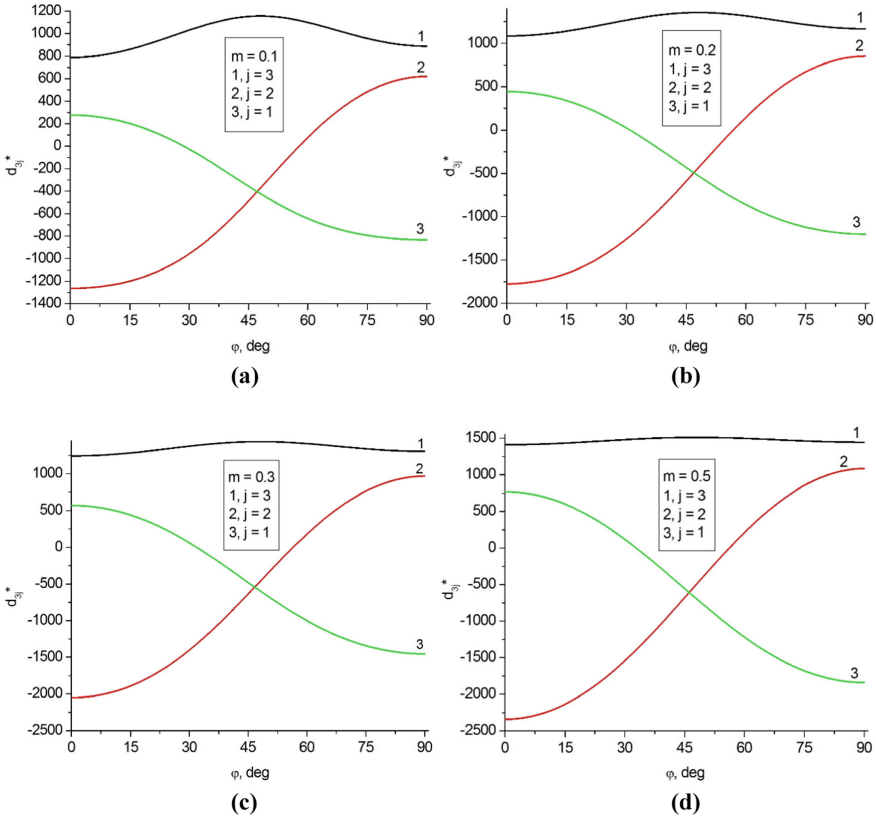 1200
1000
800
600
400
200
0
-200
-400
-600
-800
-1000
-1200
-1400
d3j*
1
2
3
m = 0.1
1, j = 3
2, j = 2
3, j = 1
0 15 30 45 60 75 90
φ, deg
(a)
1000
500
0
-500
-1000
-1500
-2000
d3j*
1
2
3
m = 0.2
1, j = 3
2, j = 2
3, j = 1
0 15 30 45 60 75 90
φ, deg
(b)
1000
500
0
-500
-1000
-1500
-2000
-2500
d3j*
1
2
3
m = 0.3
1, j = 3
2, j = 2
3, j = 1
0 15 30 45 60 75 90
φ, deg
(c)
1500
1000
500
0
-500
-1000
-1500
-2000
-2500
d3j*
1
2
3
m = 0.5
1, j = 3
2, j = 2
3, j = 1
0 15 30 45 60 75 90
φ, deg
(d)